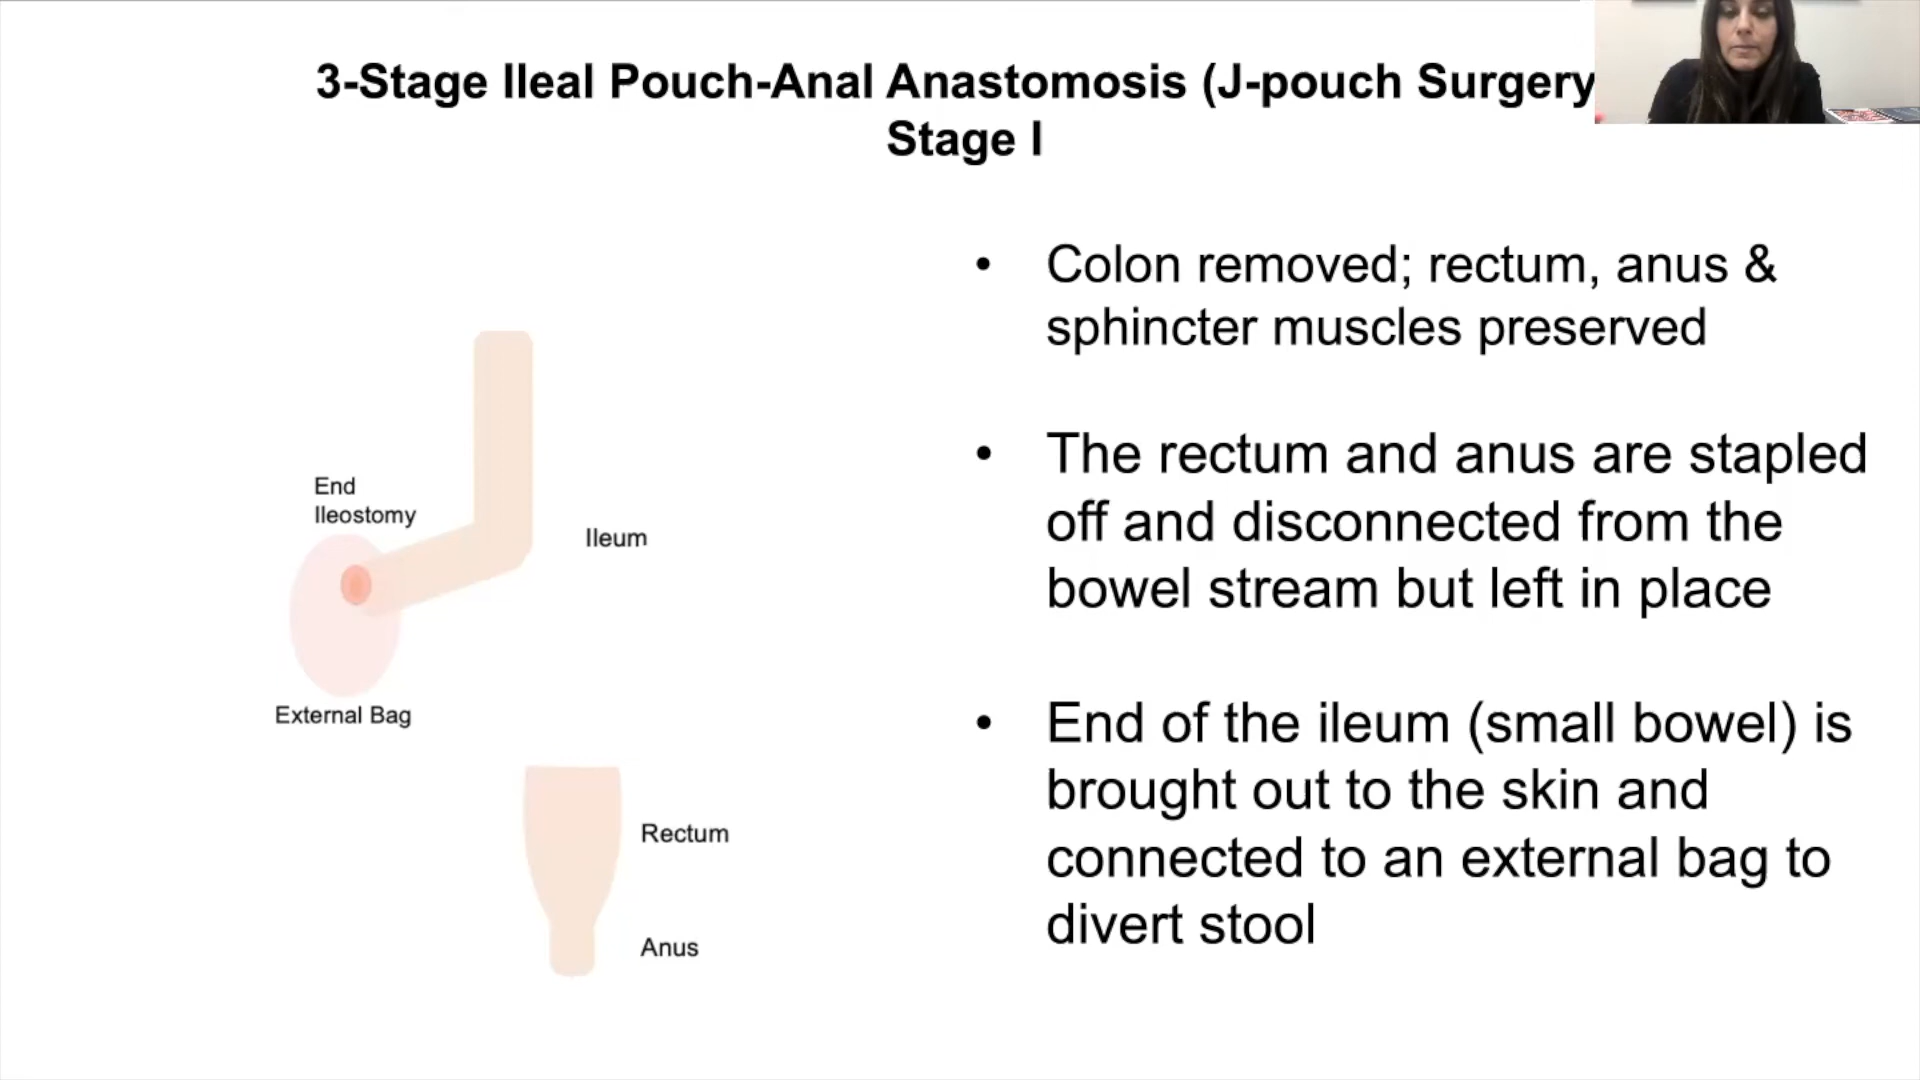 3-Stage Ileal Pouch-Anal Anastomosis (J-pouch Surgery
Stage I
• Colon removed; rectum, anus &
sphincter muscles preserved
• The rectum and anus are stapled
off and disconnected from the
bowel stream but left in place
• End of the ileum (small bowel) is
brought out to the skin and
connected to an external bag to
divert stool
End
Ileostomy
Ileum
External Bag
Rectum
Anus